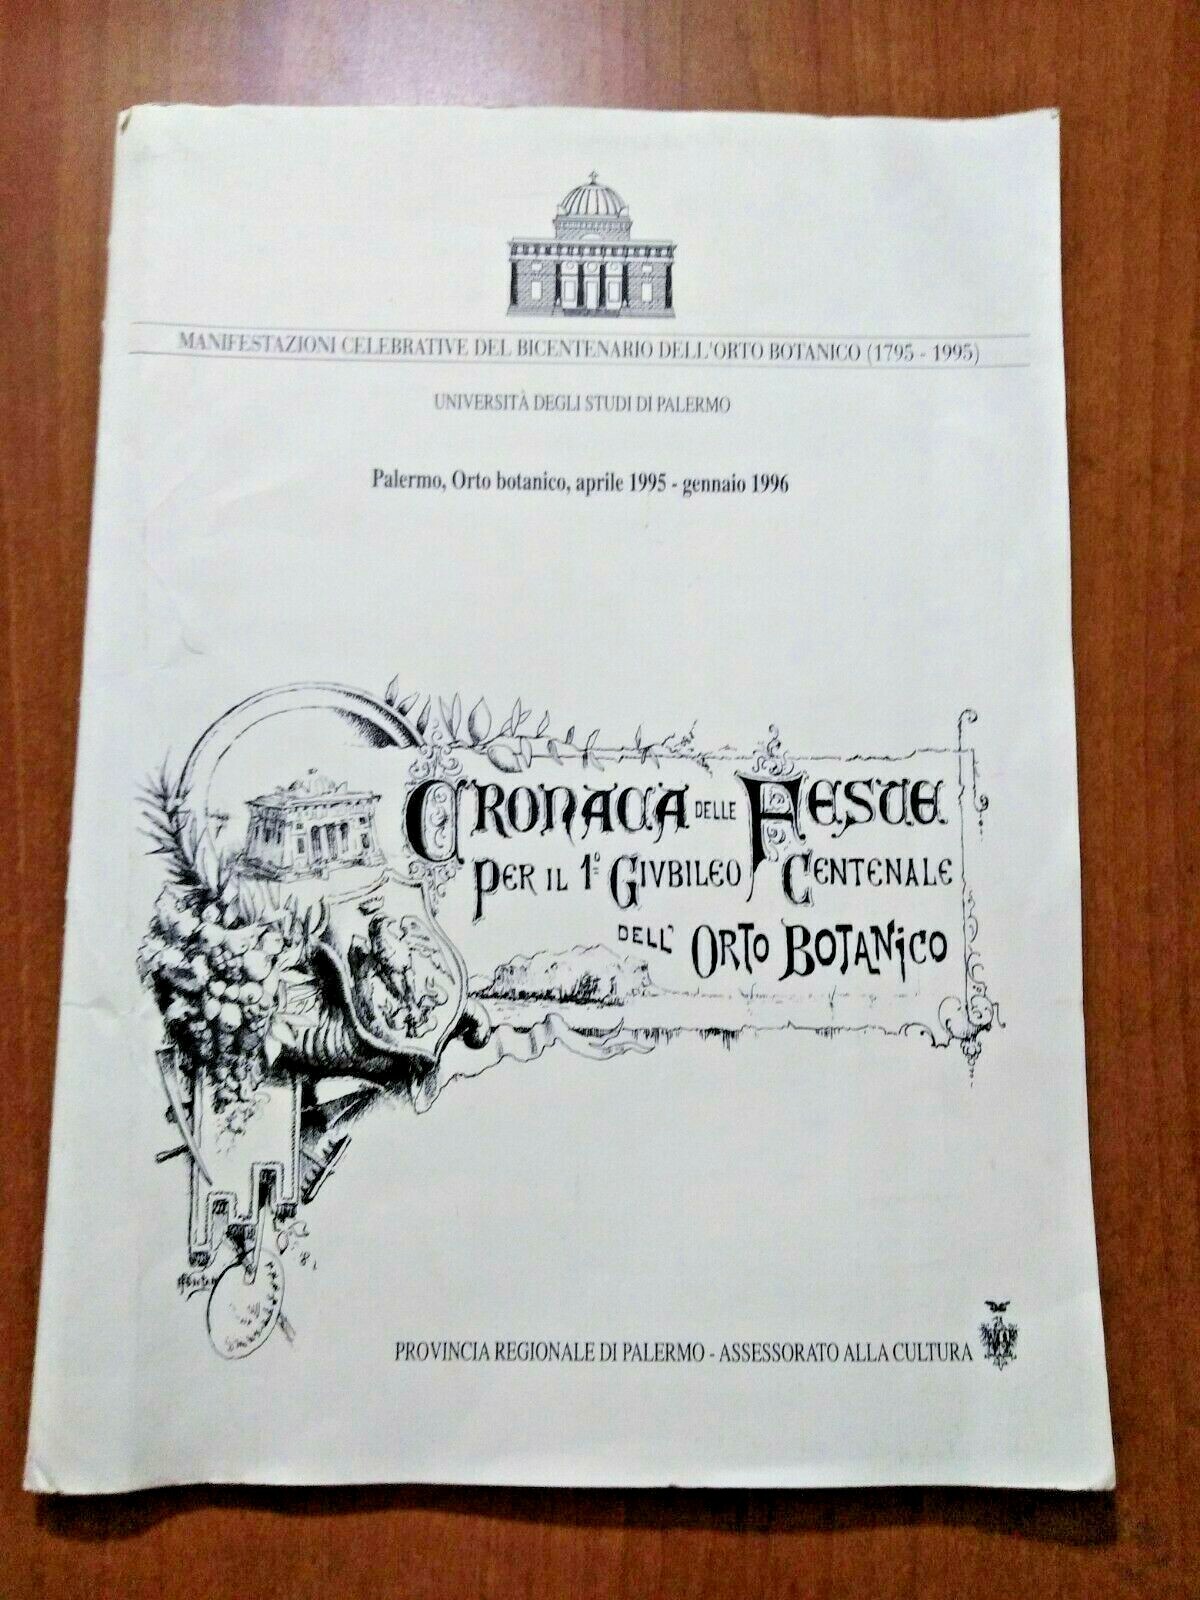 MANIFESTAZIONI CELEBRATIVE DEL BICENTENARIO DELL'ORTO BOTANICO (1795 - 1995)
UNIVERSITÀ DEGLI STUDI DI PALERMO
Palermo, Orto botanico, aprile 1995 - gennaio 1996
CRONACA DELLE FESTE
PER IL 1º GIVBILEO CENTENALE
DELL' ORTO BOTANICO
PROVINCIA REGIONALE DI PALERMO - ASSESSORATO ALLA CULTURA